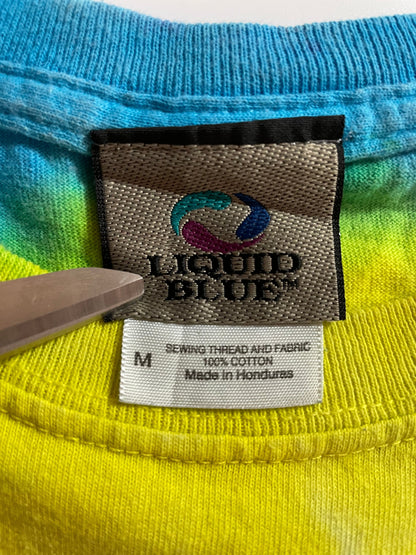 LIQUID
BLUE™
M
SEWING THREAD AND FABRIC
100% COTTON
Made in Honduras